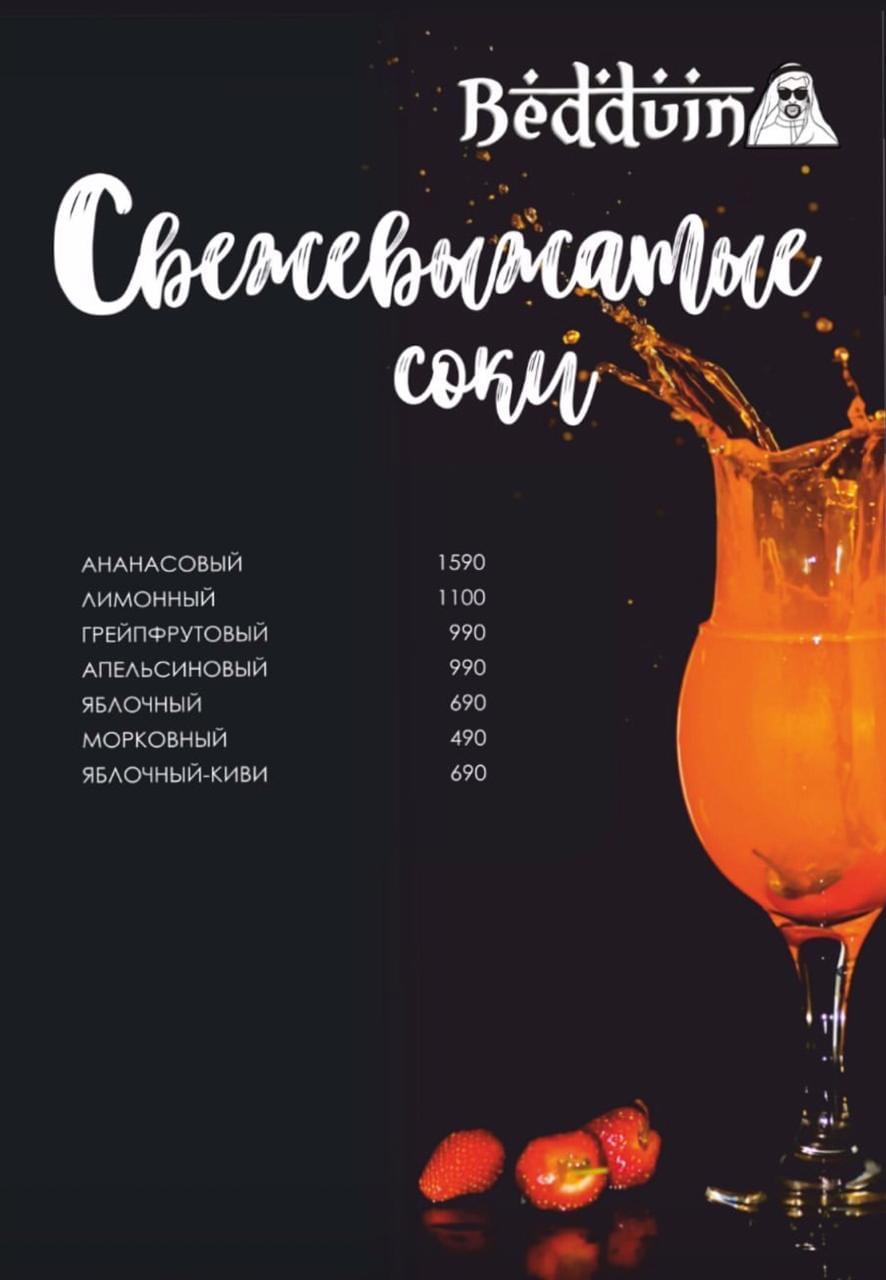 Bedduin
Свежевыжатые
соки
АНАНАСОВЫЙ 1590
ЛИМОННЫЙ 1100
ГРЕЙПФРУТОВЫЙ 990
АПЕЛЬСИНОВЫЙ 990
ЯБЛОЧНЫЙ 690
МОРКОВНЫЙ 490
ЯБЛОЧНЫЙ-КИВИ 690